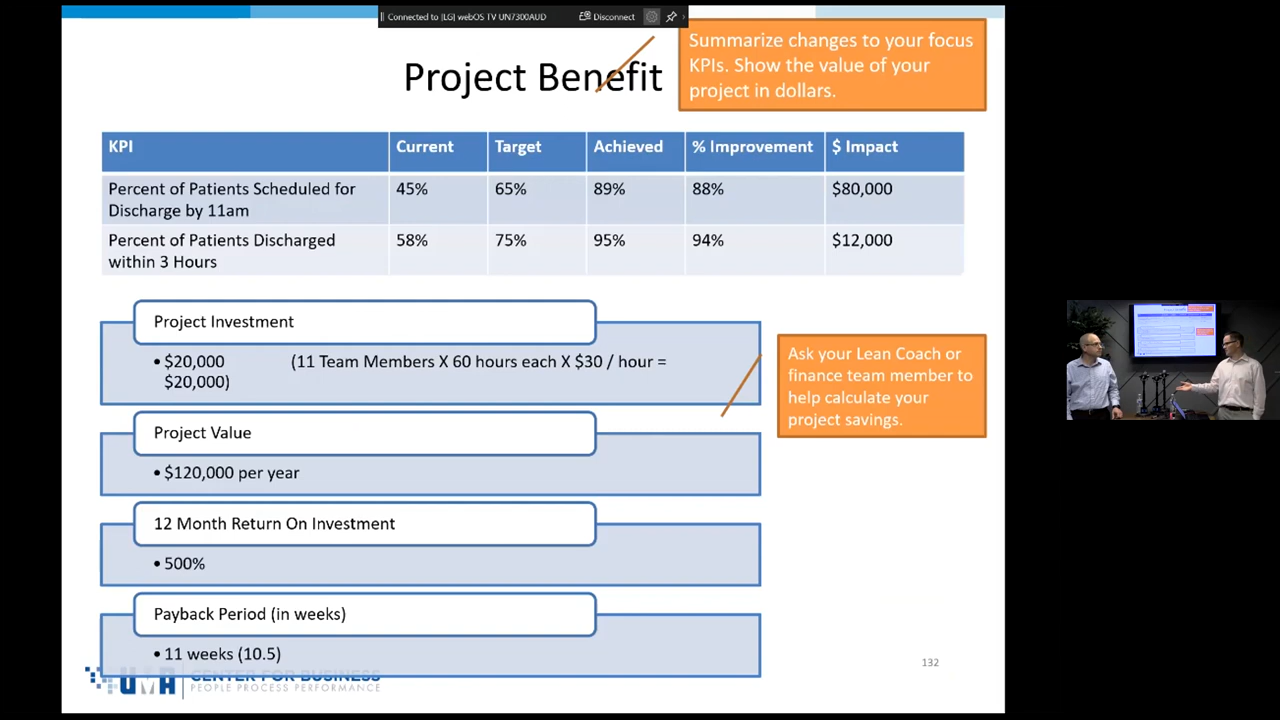 Connected to [LG] webOS TV UN7300AUD Disconnect
Summarize changes to your focus
KPIs. Show the value of your
project in dollars.
Project Benefit
KPI Current Target Achieved % Improvement $ Impact
Percent of Patients Scheduled for 45% 65% 89% 88% $80,000
Discharge by 11am
Percent of Patients Discharged 58% 75% 95% 94% $12,000
within 3 Hours
Project Investment
• $20,000 (11 Team Members X 60 hours each X $30 / hour =
$20,000)
Ask your Lean Coach or
finance team member to
help calculate your
project savings.
Project Value
• $120,000 per year
12 Month Return On Investment
• 500%
Payback Period (in weeks)
• 11 weeks (10.5)
132
UMA CENTER FOR BUSINESS
PEOPLE PROCESS PERFORMANCE